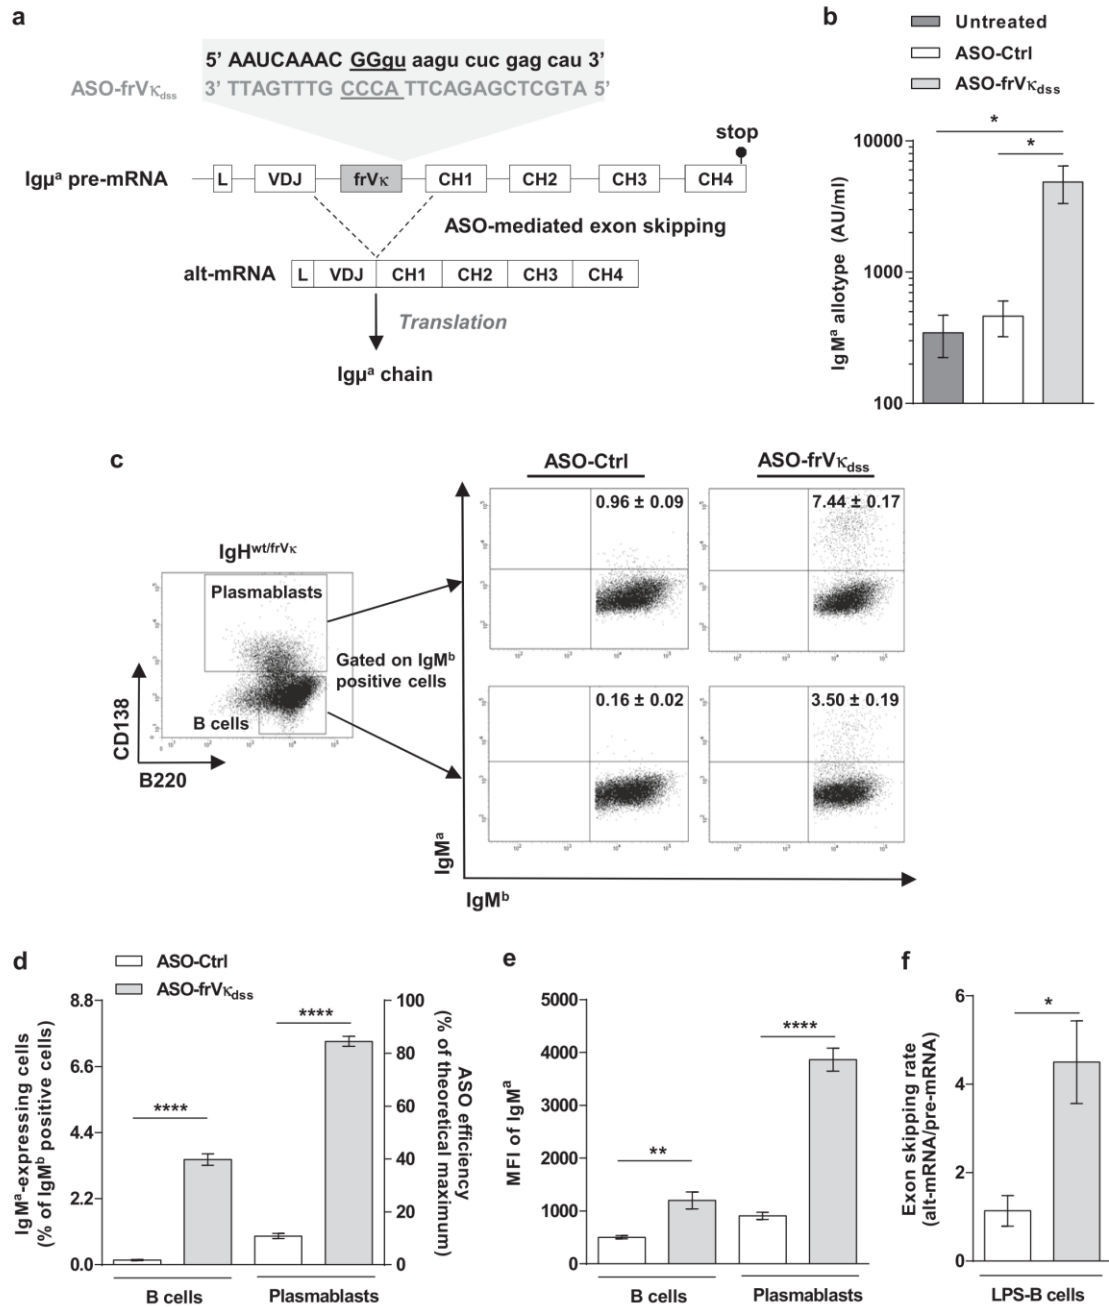 a
5’ AAUCAAAC GGgu aagu cuc gag cau 3’
ASO-frVκdss
3’ TTAGTTTG CCCA TTCAGAGCTCGTA 5’
stop
Igμᵃ pre-mRNA
L
VDJ
frVκ
CH1
CH2
CH3
CH4
ASO-mediated exon skipping
alt-mRNA
L
VDJ
CH1
CH2
CH3
CH4
Translation
Igμᵃ chain
b
Untreated
ASO-Ctrl
ASO-frVκdss
*
*
IgMᵃ allotype (AU/ml)
10000
1000
100
c
ASO-Ctrl
ASO-frVκdss
IgHwt/frVκ
Plasmablasts
B cells
CD138
B220
Gated on IgMᵇ
positive cells
0.96 ± 0.09
7.44 ± 0.17
0.16 ± 0.02
3.50 ± 0.19
IgMᵃ
IgMᵇ
d
ASO-Ctrl
ASO-frVκdss
IgMᵃ-expressing cells
(% of IgMᵇ positive cells)
8.8
6.6
4.4
2.2
0.0
****
****
100
80
60
40
20
0
ASO efficiency
(% of theoretical maximum)
B cells
Plasmablasts
e
MFI of IgMᵃ
5000
4000
3000
2000
1000
0
**
****
B cells
Plasmablasts
f
Exon skipping rate
(alt-mRNA/pre-mRNA)
6
4
2
0
*
LPS-B cells